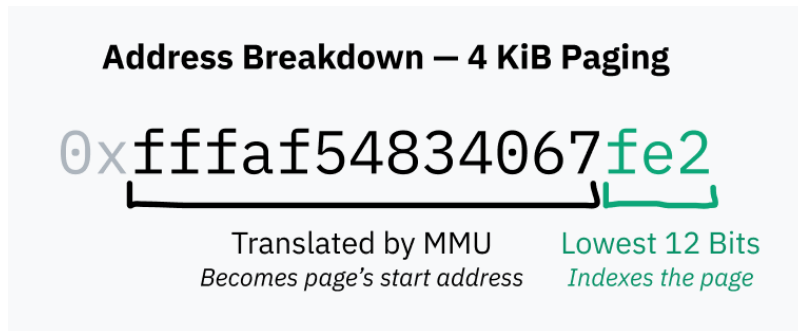 Address Breakdown — 4 KiB Paging
0xfffaf54834067fe2
Translated by MMU Lowest 12 Bits
Becomes page’s start address Indexes the page